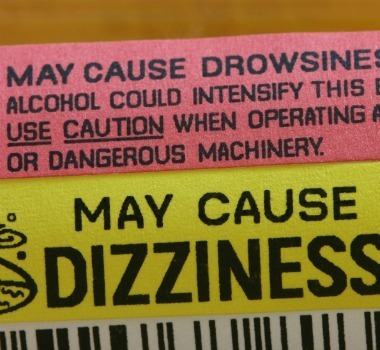 MAY CAUSE DROWSINES
ALCOHOL COULD INTENSIFY THIS E
USE CAUTION WHEN OPERATING A
OR DANGEROUS MACHINERY.
MAY CAUSE
DIZZINESS